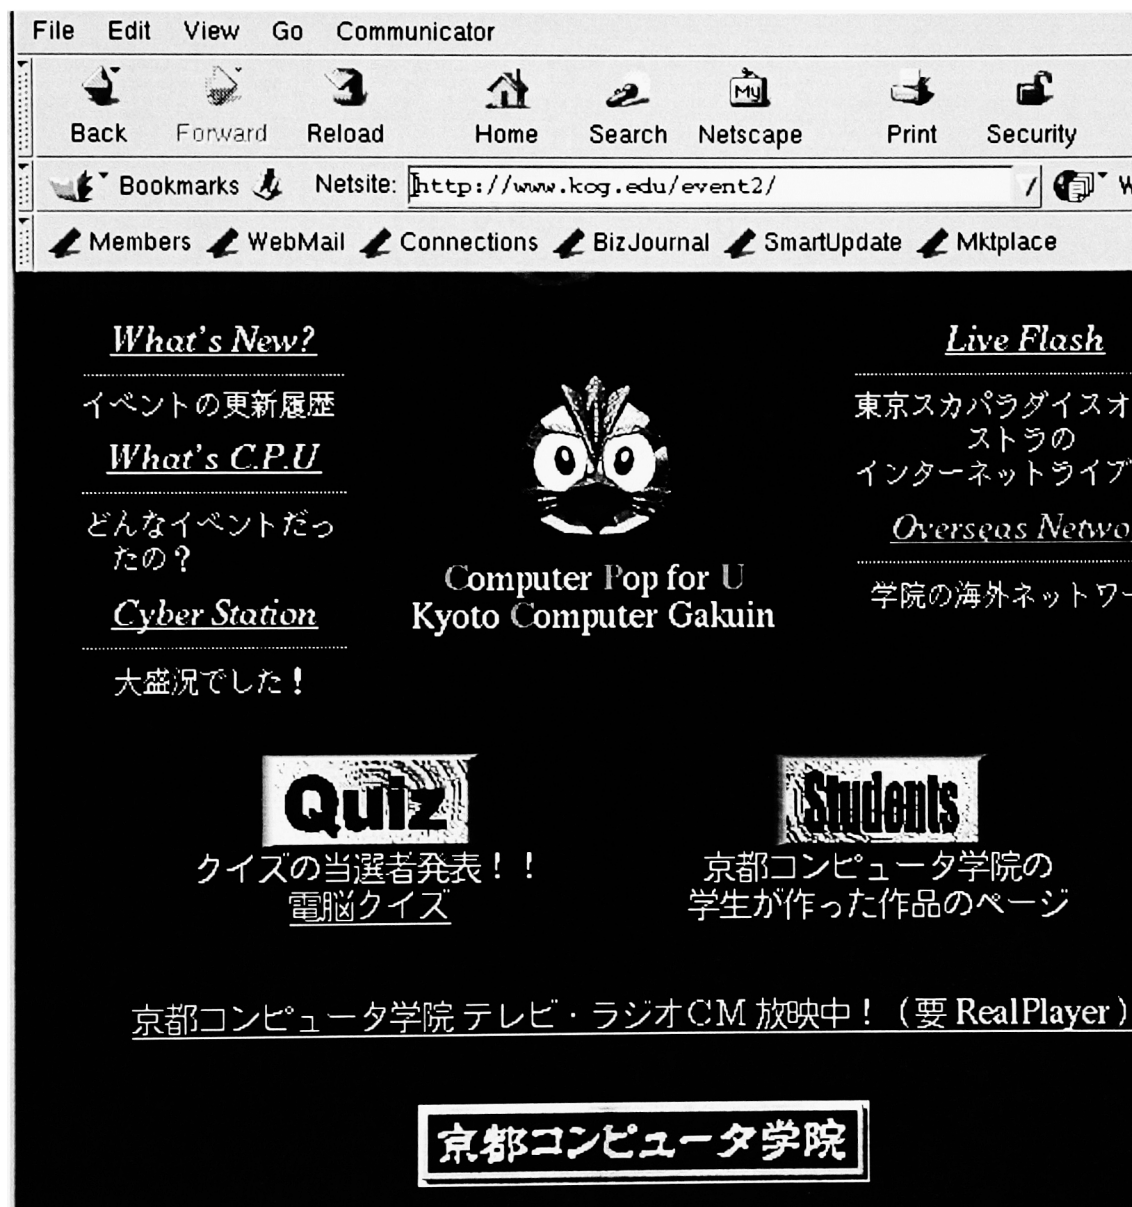 File Edit View Go Communicator
Back Forward Reload Home Search Netscape Print Security
My
Bookmarks Netsite: http://www.kcg.edu/event2/
Members WebMail Connections BizJournal SmartUpdate Mktplace
What's New?
イベントの更新履歴
What's C.P.U
どんなイベントだっ
たの？
Cyber Station
大盛況でした！
Computer Pop for U
Kyoto Computer Gakuin
Live Flash
東京スカパラダイスオ
ストラの
インターネットライブ
Overseas Netwo
学院の海外ネットワー
Quiz
クイズの当選者発表！！
電脳クイズ
Students
京都コンピュータ学院の
学生が作った作品のページ
京都コンピュータ学院 テレビ・ラジオCM 放映中！（要 RealPlayer）
京都コンピュータ学院